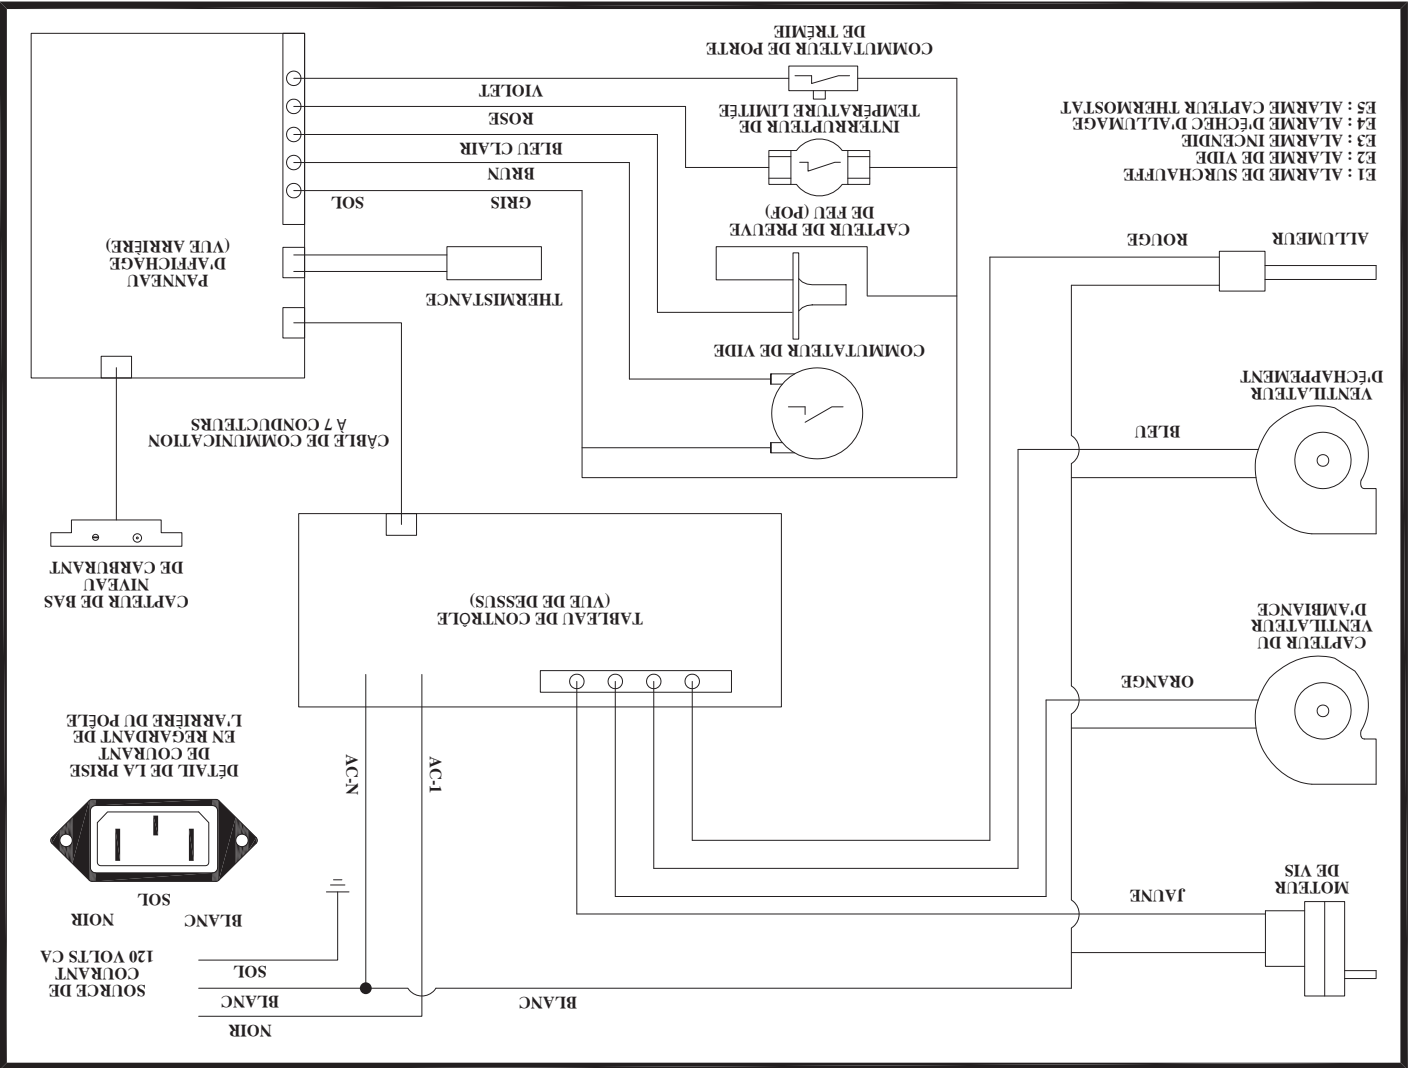 NOIR
BLANC
SOL
SOURCE DE
COURANT
120 VOLTS CA
BLANC
BLANC
NOIR
SOL
DÉTAIL DE LA PRISE
DE COURANT
EN REGARDANT DE
L'ARRIÈRE DU POÊLE
AC-N
AC-1
MOTEUR
DE VIS
JAUNE
CAPTEUR DU
VENTILATEUR
D'AMBIANCE
ORANGE
TABLEAU DE CONTRÔLE
(VUE DE DESSUS)
CAPTEUR DE BAS
NIVEAU
DE CARBURANT
CÂBLE DE COMMUNICATION
À 7 CONDUCTEURS
VENTILATEUR
D'ÉCHAPPEMENT
BLEU
COMMUTATEUR DE VIDE
THERMISTANCE
PANNEAU
D'AFFICHAGE
(VUE ARRIÈRE)
ALLUMEUR
ROUGE
CAPTEUR DE PREUVE
DE FEU (POF)
GRIS
SOL
BRUN
BLEU CLAIR
ROSE
VIOLET
E1 : ALARME DE SURCHAUFFE
E2 : ALARME DE VIDE
E3 : ALARME INCENDIE
E4 : ALARME D'ÉCHEC D'ALLUMAGE
E5 : ALARME CAPTEUR THERMOSTAT
INTERRUPTEUR DE
TEMPÉRATURE LIMITÉE
COMMUTATEUR DE PORTE
DE TRÉMIE